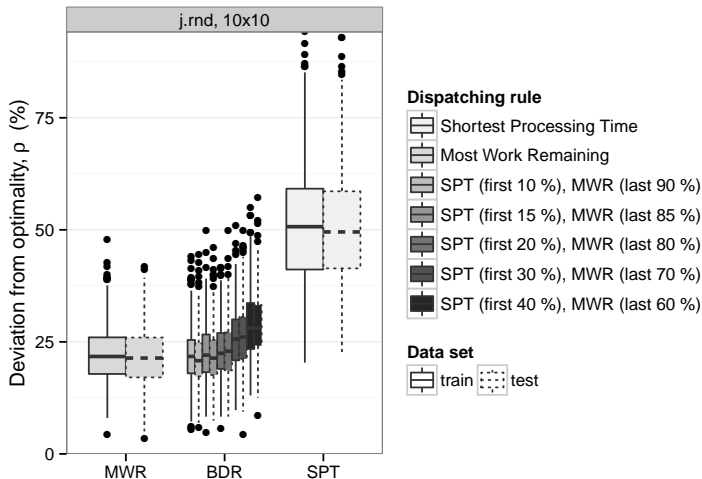 j.rnd, 10x10
Deviation from optimality, ρ (%)
75
50
25
0
MWR
BDR
SPT
Dispatching rule
Shortest Processing Time
Most Work Remaining
SPT (first 10 %), MWR (last 90 %)
SPT (first 15 %), MWR (last 85 %)
SPT (first 20 %), MWR (last 80 %)
SPT (first 30 %), MWR (last 70 %)
SPT (first 40 %), MWR (last 60 %)
Data set
train
test